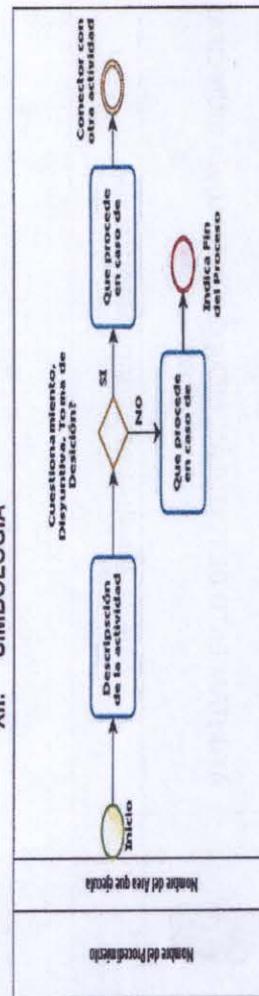 XII. SIMBOLOGÍA
Nombre del Procedimiento
Nombre del Area que ejecuta
Inicio
Descripsción
de la actividad
Cuestionamiento,
Disyuntiva, Toma de
Desición?
SI
NO
Que procede
en caso de
Conector con
otra actividad
Que procede
en caso de
Indica Fin
del Proceso